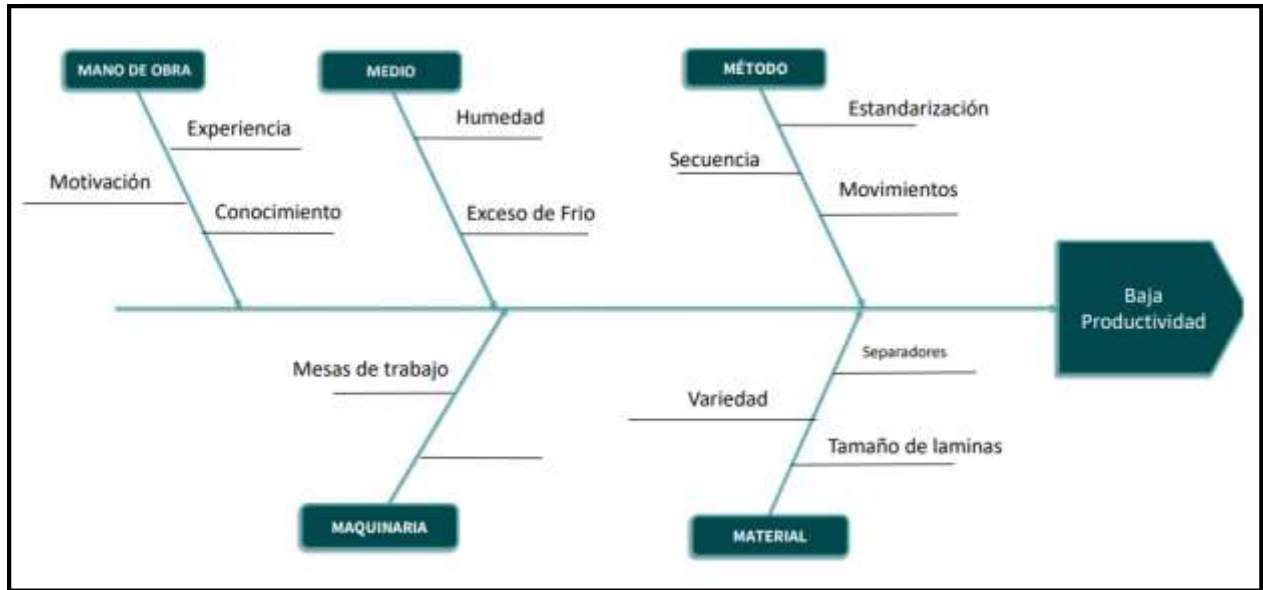 MANO DE OBRA
MEDIO
MÉTODO
Experiencia
Motivación
Conocimiento
Humedad
Exceso de Frio
Estandarización
Secuencia
Movimientos
Baja
Productividad
Mesas de trabajo
Separadores
Variedad
Tamaño de laminas
MAQUINARIA
MATERIAL